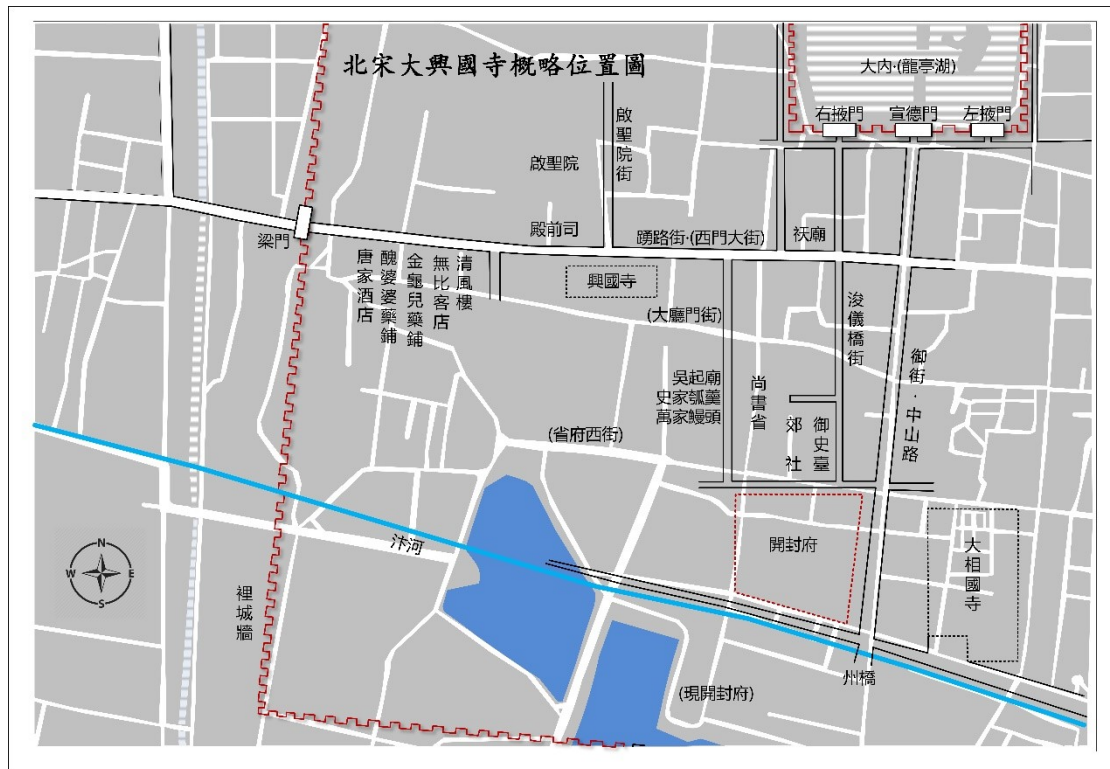 北宋大興國寺概略位置圖
大內·(龍亭湖)
右掖門
宣德門
左掖門
啟聖院街
啟聖院
殿前司
踴路街·(西門大街)
祆廟
梁門
清風樓
無比客店
金龜兒藥鋪
醜婆婆藥鋪
唐家酒店
興國寺
(大廳門街)
浚儀橋街
御街·中山路
吳起廟
史家瓠羹
萬家饅頭
尚書省
御史臺
郊社
(省府西街)
開封府
大相國寺
汴河
N
W
E
S
裡城牆
州橋
(現開封府)